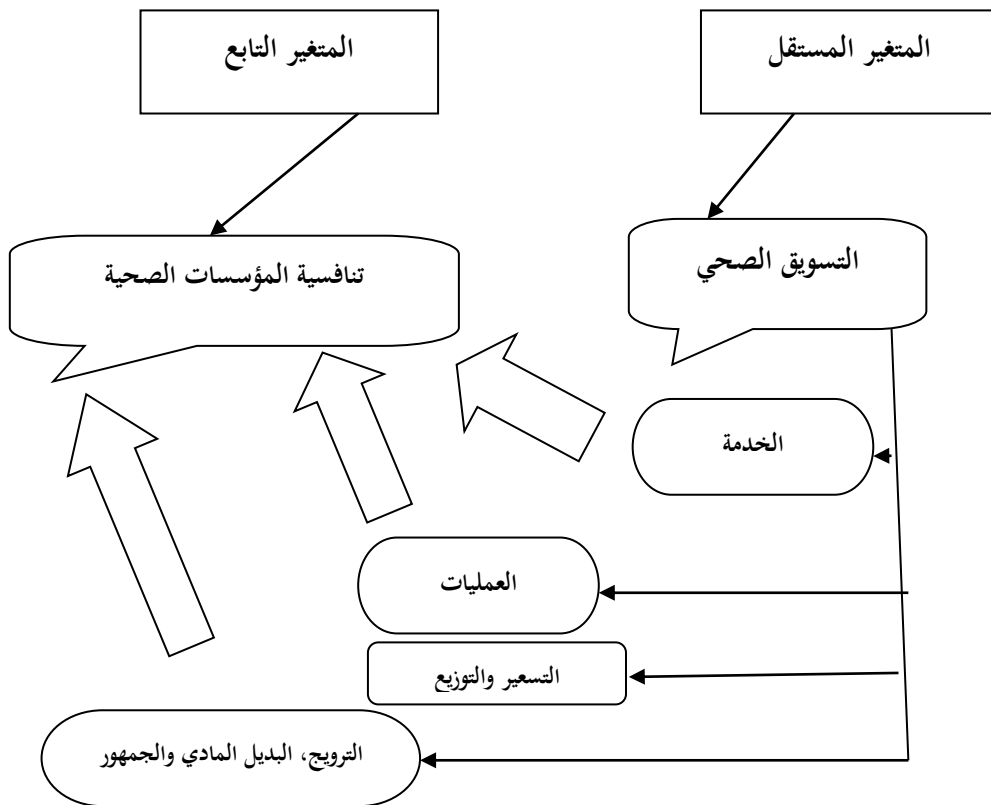 المتغير المستقل
المتغير التابع
التسويق الصحي
تنافسية المؤسسات الصحية
الخدمة
العمليات
التسعير والتوزيع
الترويج، البديل المادي والجمهور